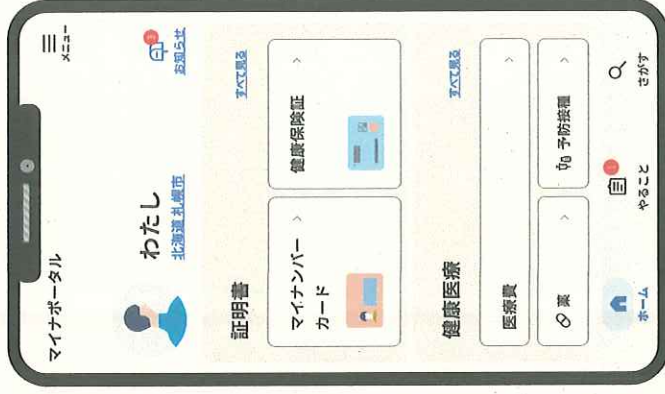 マイナポータル
メニュー
わたし
北海道 札幌市
3
お知らせ
証明書
すべて見る
マイナンバー
カード
健康保険証
健康医療
すべて見る
医療費
薬
予防接種
ホーム
1
やること
さがす